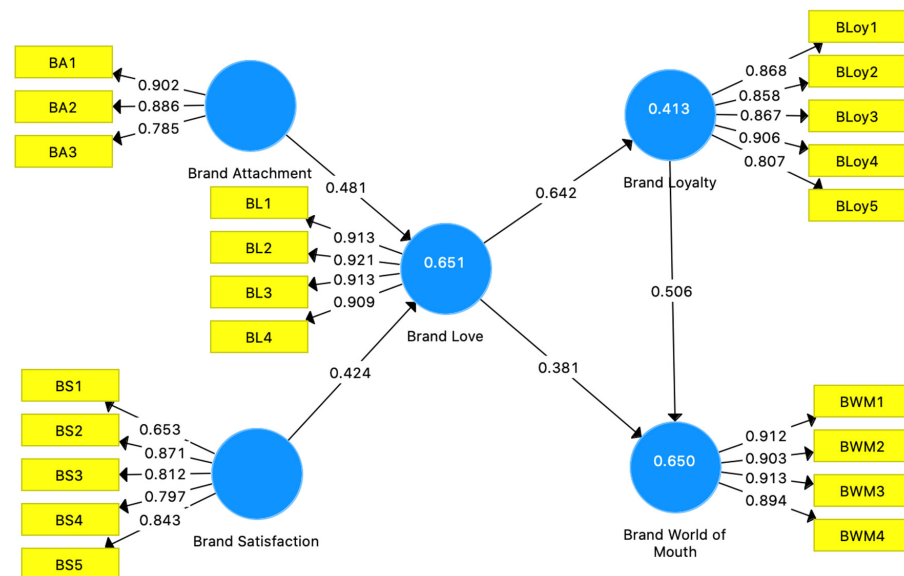 BA1
0.902
BA2
0.886
BA3
0.785
Brand Attachment
0.481
BL1
0.913
BL2
0.921
BL3
0.913
BL4
0.909
0.651
Brand Love
BS1
0.653
BS2
0.871
BS3
0.812
BS4
0.797
BS5
0.843
Brand Satisfaction
0.424
0.642
0.381
0.413
Brand Loyalty
BLoy1
0.868
BLoy2
0.858
BLoy3
0.867
BLoy4
0.906
BLoy5
0.807
0.506
0.650
Brand World of
Mouth
BWM1
0.912
BWM2
0.903
BWM3
0.913
BWM4
0.894